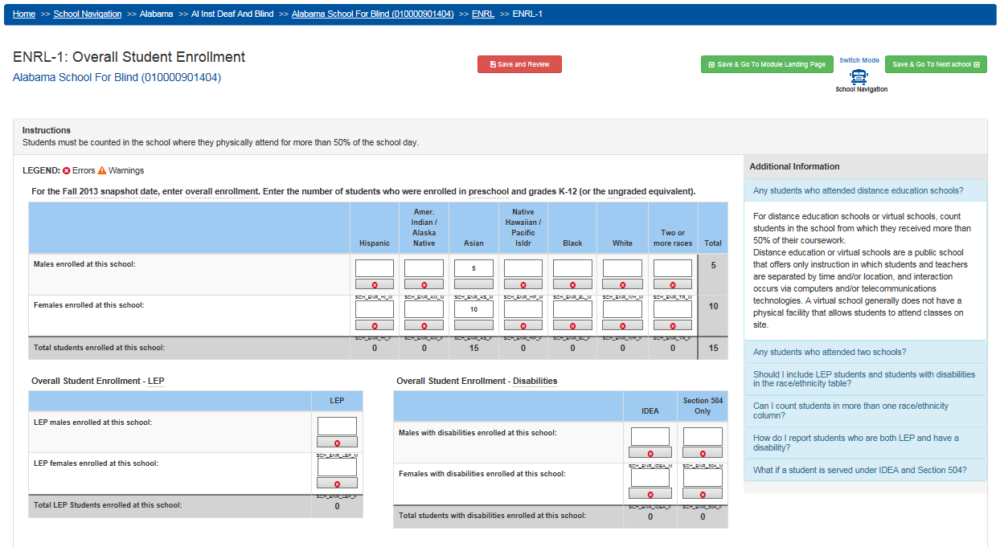 Home >> School Navigation >> Alabama >> Al Inst Deaf And Blind >> Alabama School For Blind (010000901404) >> ENRL >> ENRL-1
ENRL-1: Overall Student Enrollment
Alabama School For Blind (010000901404)
Save and Review
Save & Go To Module Landing Page
Switch Mode
School Navigation
Save & Go To Next school
Instructions
Students must be counted in the school where they physically attend for more than 50% of the school day.
LEGEND: Errors Warnings
For the Fall 2013 snapshot date, enter overall enrollment. Enter the number of students who were enrolled in preschool and grades K-12 (or the ungraded equivalent).
Hispanic
Amer.
Indian /
Alaska
Native
Asian
Native
Hawaiian /
Pacific
Isldr
Black
White
Two or
more races
Total
Males enrolled at this school:
5
5
SCH_ENR_HI_M SCH_ENR_AM_M SCH_ENR_AS_M SCH_ENR_HP_M SCH_ENR_BL_M SCH_ENR_WH_M SCH_ENR_TR_M
Females enrolled at this school:
10
10
SCH_ENR_HI_F SCH_ENR_AM_F SCH_ENR_AS_F SCH_ENR_HP_F SCH_ENR_BL_F SCH_ENR_WH_F SCH_ENR_TR_F
Total students enrolled at this school: 0 0 15 0 0 0 0 15
Overall Student Enrollment - LEP
LEP
LEP males enrolled at this school:
SCH_ENR_LEP_M
LEP females enrolled at this school:
SCH_ENR_LEP_F
Total LEP Students enrolled at this school: 0
Overall Student Enrollment - Disabilities
IDEA
Section 504
Only
Males with disabilities enrolled at this school:
SCH_ENR_IDEA_M SCH_ENR_504_M
Females with disabilities enrolled at this school:
SCH_ENR_IDEA_F SCH_ENR_504_F
Total students with disabilities enrolled at this school: 0 0
Additional Information
Any students who attended distance education schools?
For distance education schools or virtual schools, count
students in the school from which they received more than
50% of their coursework.
Distance education or virtual schools are a public school
that offers only instruction in which students and teachers
are separated by time and/or location, and interaction
occurs via computers and/or telecommunications
technologies. A virtual school generally does not have a
physical facility that allows students to attend classes on
site.
Any students who attended two schools?
Should I include LEP students and students with disabilities
in the race/ethnicity table?
Can I count students in more than one race/ethnicity
column?
How do I report students who are both LEP and have a
disability?
What if a student is served under IDEA and Section 504?